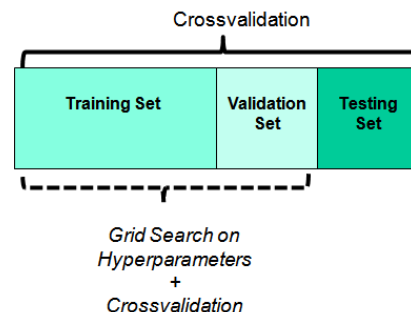 Crossvalidation
Training Set
Validation
Set
Testing
Set
Grid Search on
Hyperparameters
+
Crossvalidation